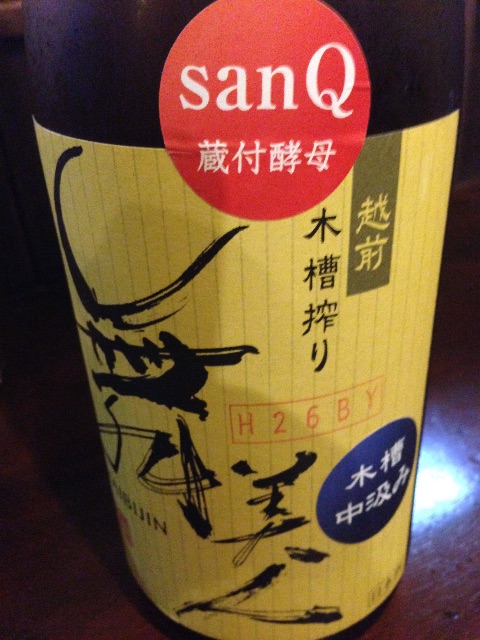 sanQ
蔵付酵母
越前
木槽搾り
H26BY
舞美人
木槽
中汲み